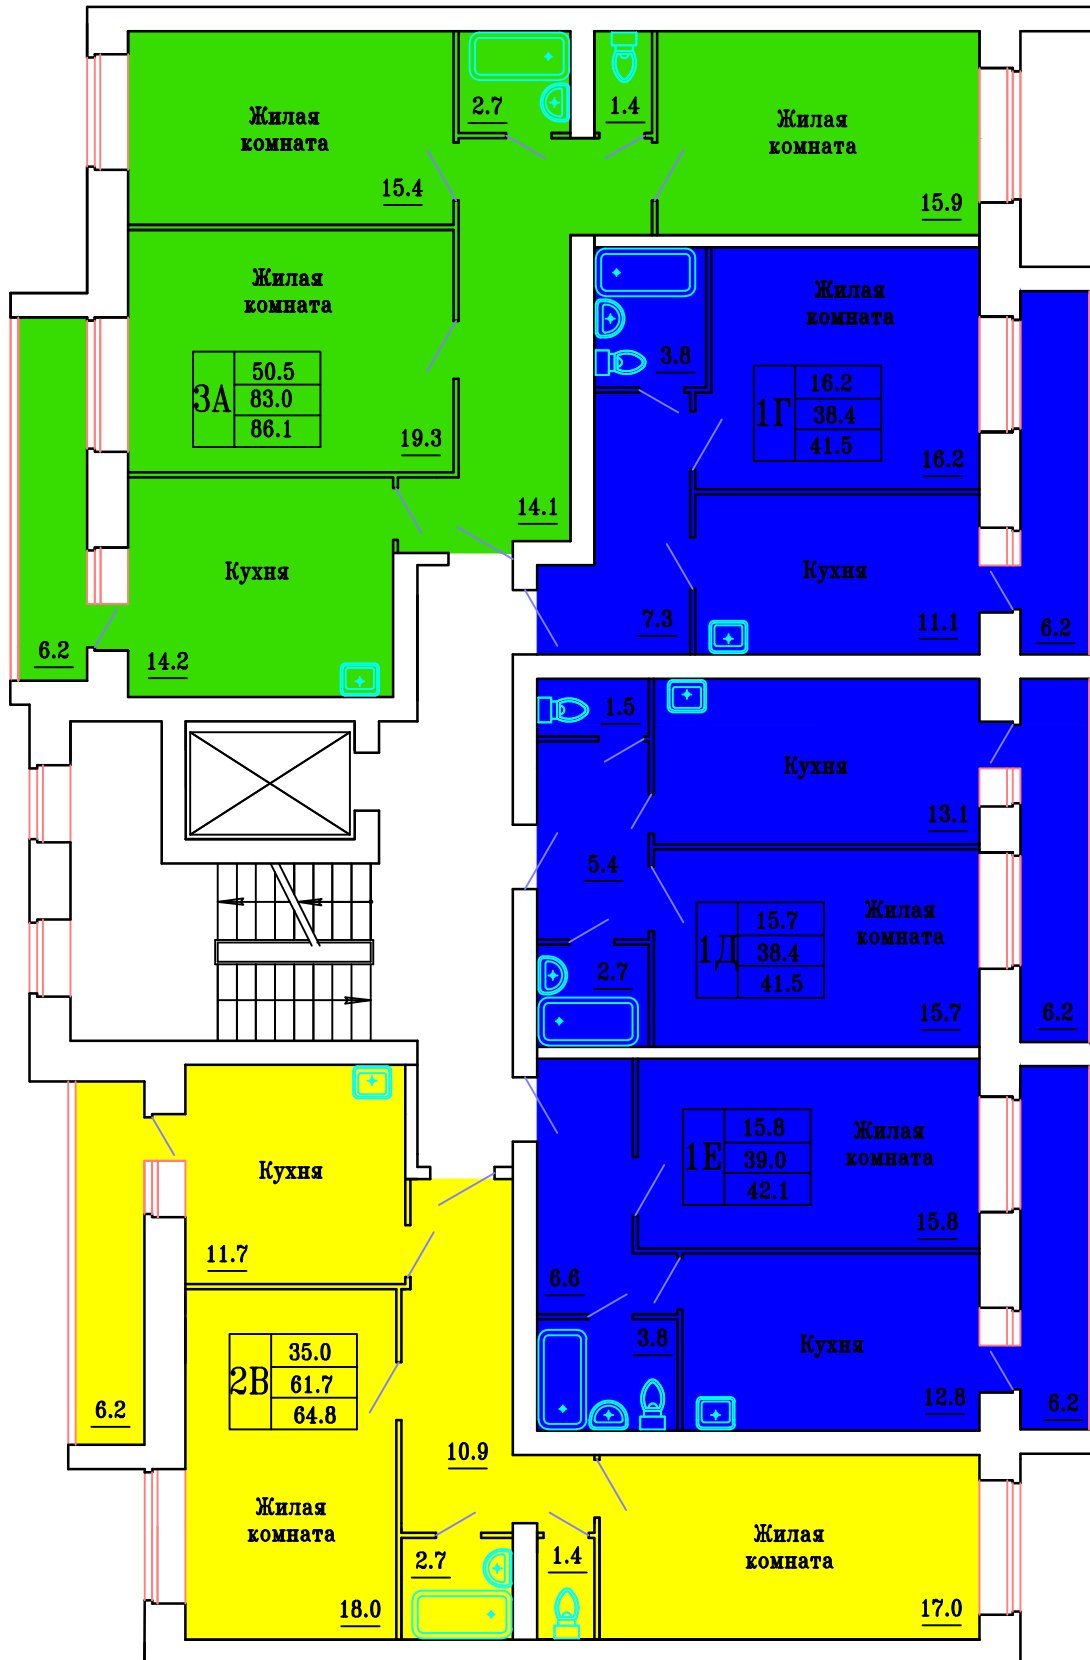 2.7
1.4
Жилая
комната
15.4
Жилая
комната
15.9
Жилая
комната
3А
50.5
83.0
86.1
19.3
3.8
Жилая
комната
1Г
16.2
38.4
41.5
16.2
14.1
Кухня
14.2
6.2
7.3
Кухня
11.1
6.2
1.5
Кухня
13.1
5.4
Жилая
комната
1Д
15.7
38.4
41.5
15.7
2.7
6.2
1Е
15.8
39.0
42.1
Жилая
комната
15.8
Кухня
11.7
6.6
3.8
Кухня
12.8
6.2
2В
35.0
61.7
64.8
6.2
10.9
Жилая
комната
18.0
2.7
1.4
Жилая
комната
17.0